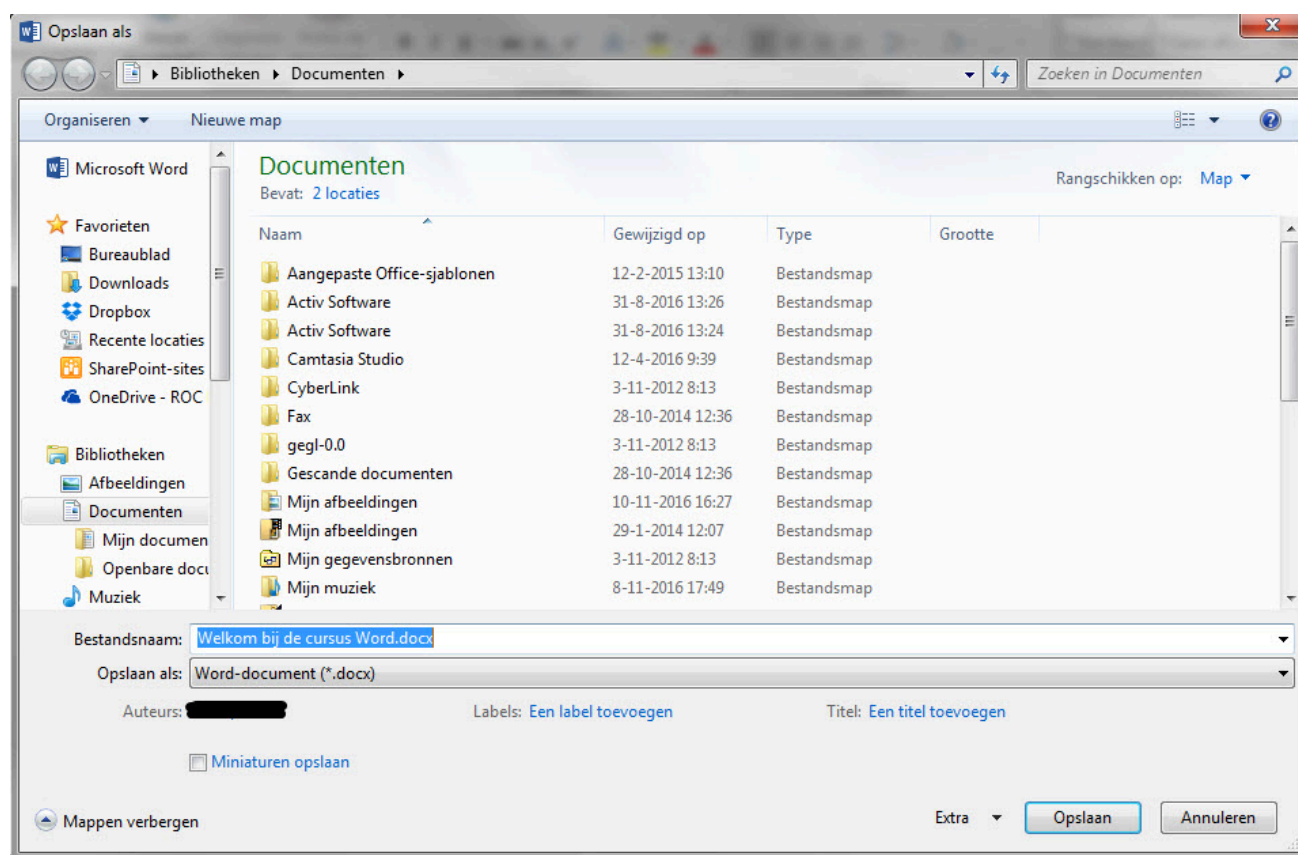 Opslaan als
Bibliotheken Documenten
Zoeken in Documenten
Organiseren Nieuwe map
Microsoft Word
Favorieten
Bureaublad
Downloads
Dropbox
Recente locaties
SharePoint-sites
OneDrive - ROC
Bibliotheken
Afbeeldingen
Documenten
Mijn documen
Openbare docu
Muziek
Documenten
Bevat: 2 locaties
Rangschikken op: Map
Naam Gewijzigd op Type Grootte
Aangepaste Office-sjablonen 12-2-2015 13:10 Bestandsmap
Activ Software 31-8-2016 13:26 Bestandsmap
Activ Software 31-8-2016 13:24 Bestandsmap
Camtasia Studio 12-4-2016 9:39 Bestandsmap
CyberLink 3-11-2012 8:13 Bestandsmap
Fax 28-10-2014 12:36 Bestandsmap
gegl-0.0 3-11-2012 8:13 Bestandsmap
Gescande documenten 28-10-2014 12:36 Bestandsmap
Mijn afbeeldingen 10-11-2016 16:27 Bestandsmap
Mijn afbeeldingen 29-1-2014 12:07 Bestandsmap
Mijn gegevensbronnen 3-11-2012 8:13 Bestandsmap
Mijn muziek 8-11-2016 17:49 Bestandsmap
Bestandsnaam: Welkom bij de cursus Word.docx
Opslaan als: Word-document (*.docx)
Auteurs: Labels: Een label toevoegen Titel: Een titel toevoegen
Miniaturen opslaan
Mappen verbergen Extra Opslaan Annuleren